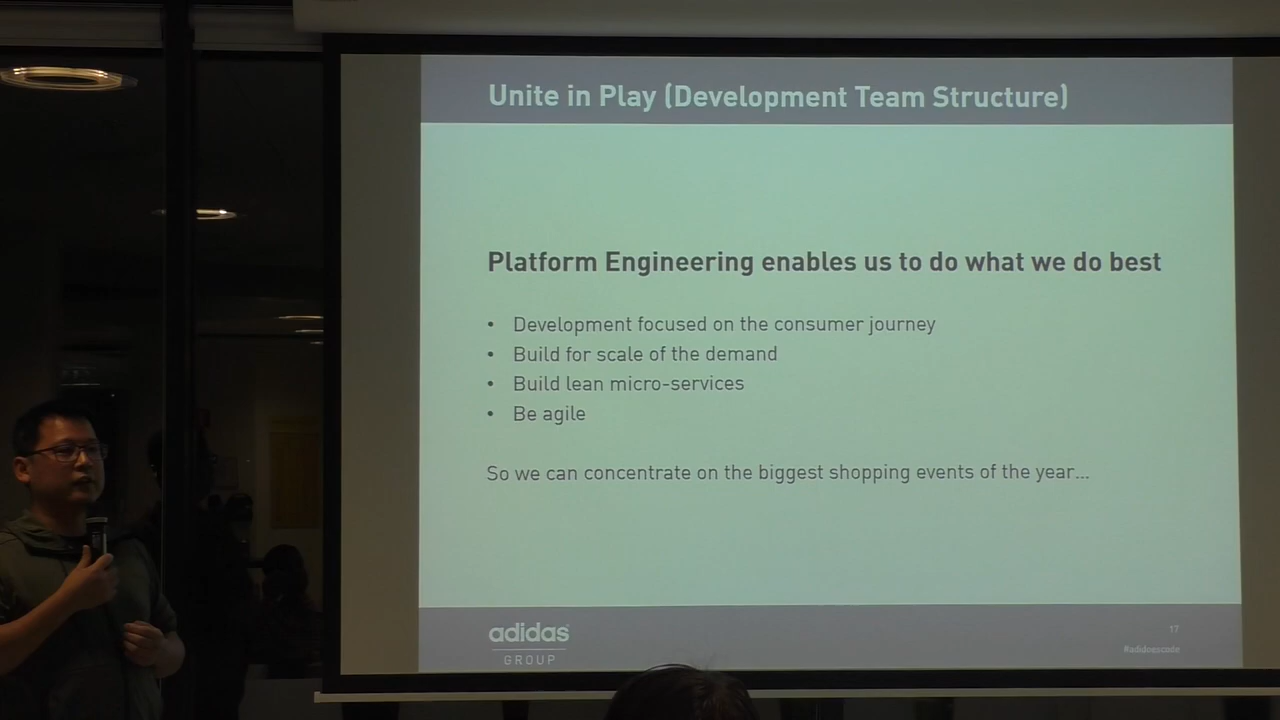 Unite in Play (Development Team Structure)
Platform Engineering enables us to do what we do best
• Development focused on the consumer journey
• Build for scale of the demand
• Build lean micro-services
• Be agile
So we can concentrate on the biggest shopping events of the year...
adidas
GROUP
17
#adidoescode